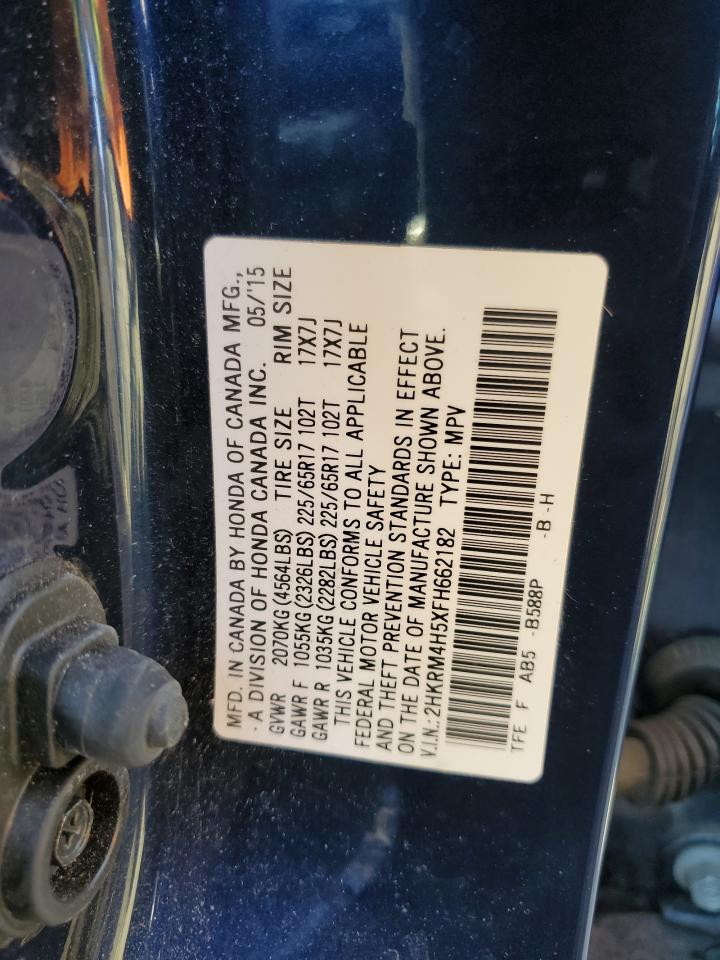 MFD. IN CANADA BY HONDA OF CANADA MFG.,
- A DIVISION OF HONDA CANADA INC. 05/'15
GVWR 2070KG (4564LBS) TIRE SIZE RIM SIZE
GAWR F 1055KG (2326LBS) 225/65R17 102T 17X7J
GAWR R 1035KG (2282LBS) 225/65R17 102T 17X7J
THIS VEHICLE CONFORMS TO ALL APPLICABLE
FEDERAL MOTOR VEHICLE SAFETY
AND THEFT PREVENTION STANDARDS IN EFFECT
ON THE DATE OF MANUFACTURE SHOWN ABOVE.
V.I.N.: 2HKRM4H5XFH662182 TYPE: MPV
TFE F AB5 -B588P -B -H